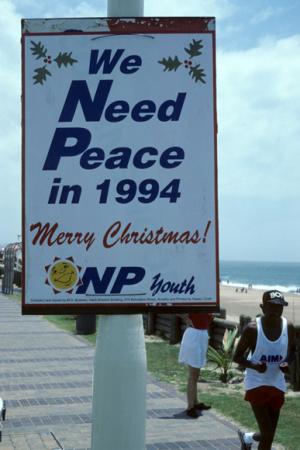 We
Need
Peace
in 1994
Merry Christmas!
NP Youth
AIM